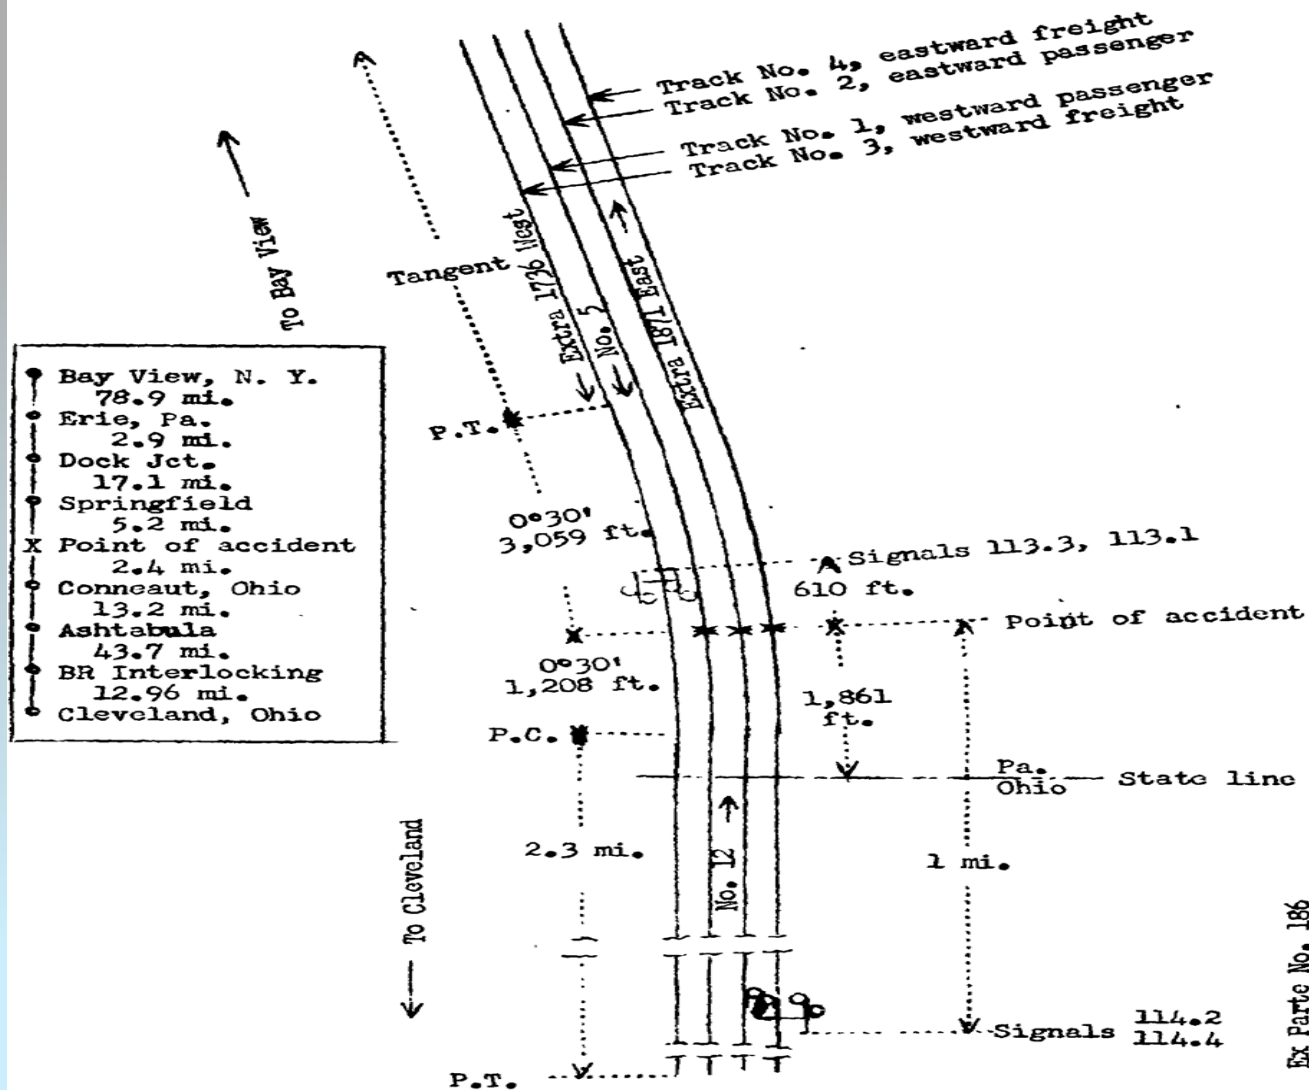 Track No. 4, eastward freight
Track No. 2, eastward passenger
Track No. 1, westward passenger
Track No. 3, westward freight
To Bay View
Tangent
Extra 1736 West
No. 5
Extra 1871 East
Bay View, N. Y.
78.9 mi.
Erie, Pa.
2.9 mi.
Dock Jct.
17.1 mi.
Springfield
5.2 mi.
X Point of accident
2.4 mi.
Conneaut, Ohio
13.2 mi.
Ashtabula
43.7 mi.
BR Interlocking
12.96 mi.
Cleveland, Ohio
P.T.
0°30'
3,059 ft.
Signals 113.3, 113.1
610 ft.
Point of accident
0°30'
1,208 ft.
1,861
ft.
P.C.
Pa.
Ohio
State line
2.3 mi.
No. 12
1 mi.
To Cleveland
Signals 114.2
114.4
P.T.
Ex Parte No. 186